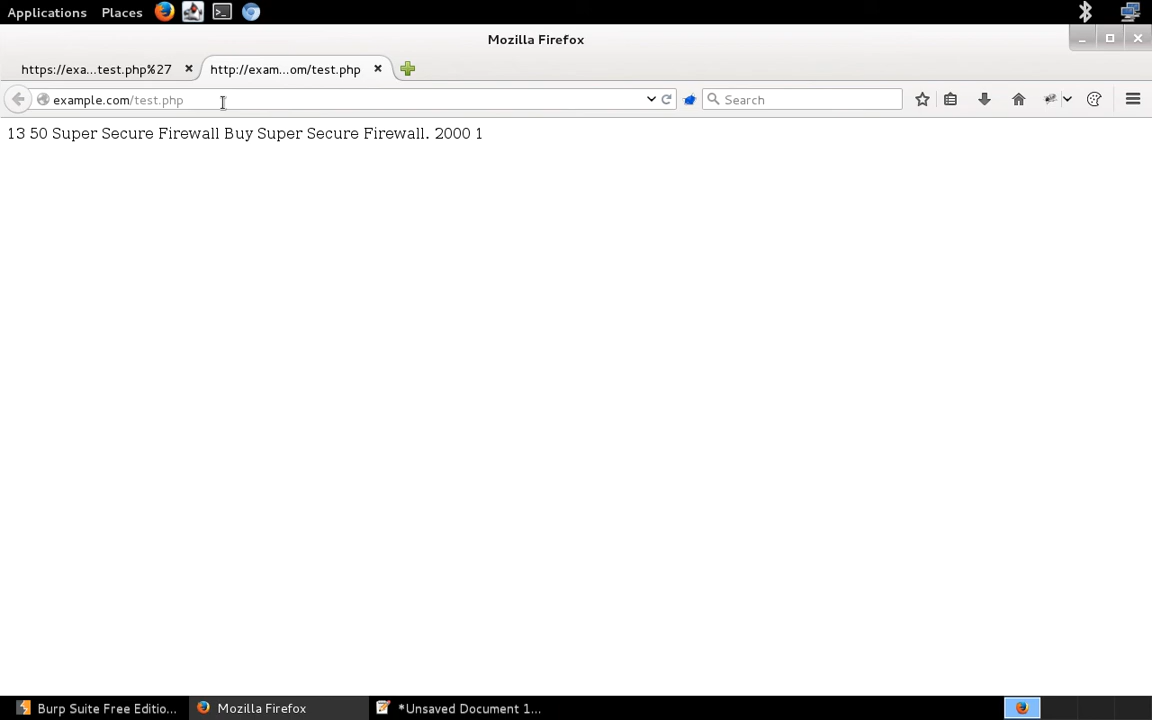 Applications Places
Mozilla Firefox
https://exa...test.php%27 http://exam...om/test.php
example.com/test.php Search
13 50 Super Secure Firewall Buy Super Secure Firewall. 2000 1
Burp Suite Free Editio... Mozilla Firefox *Unsaved Document 1...